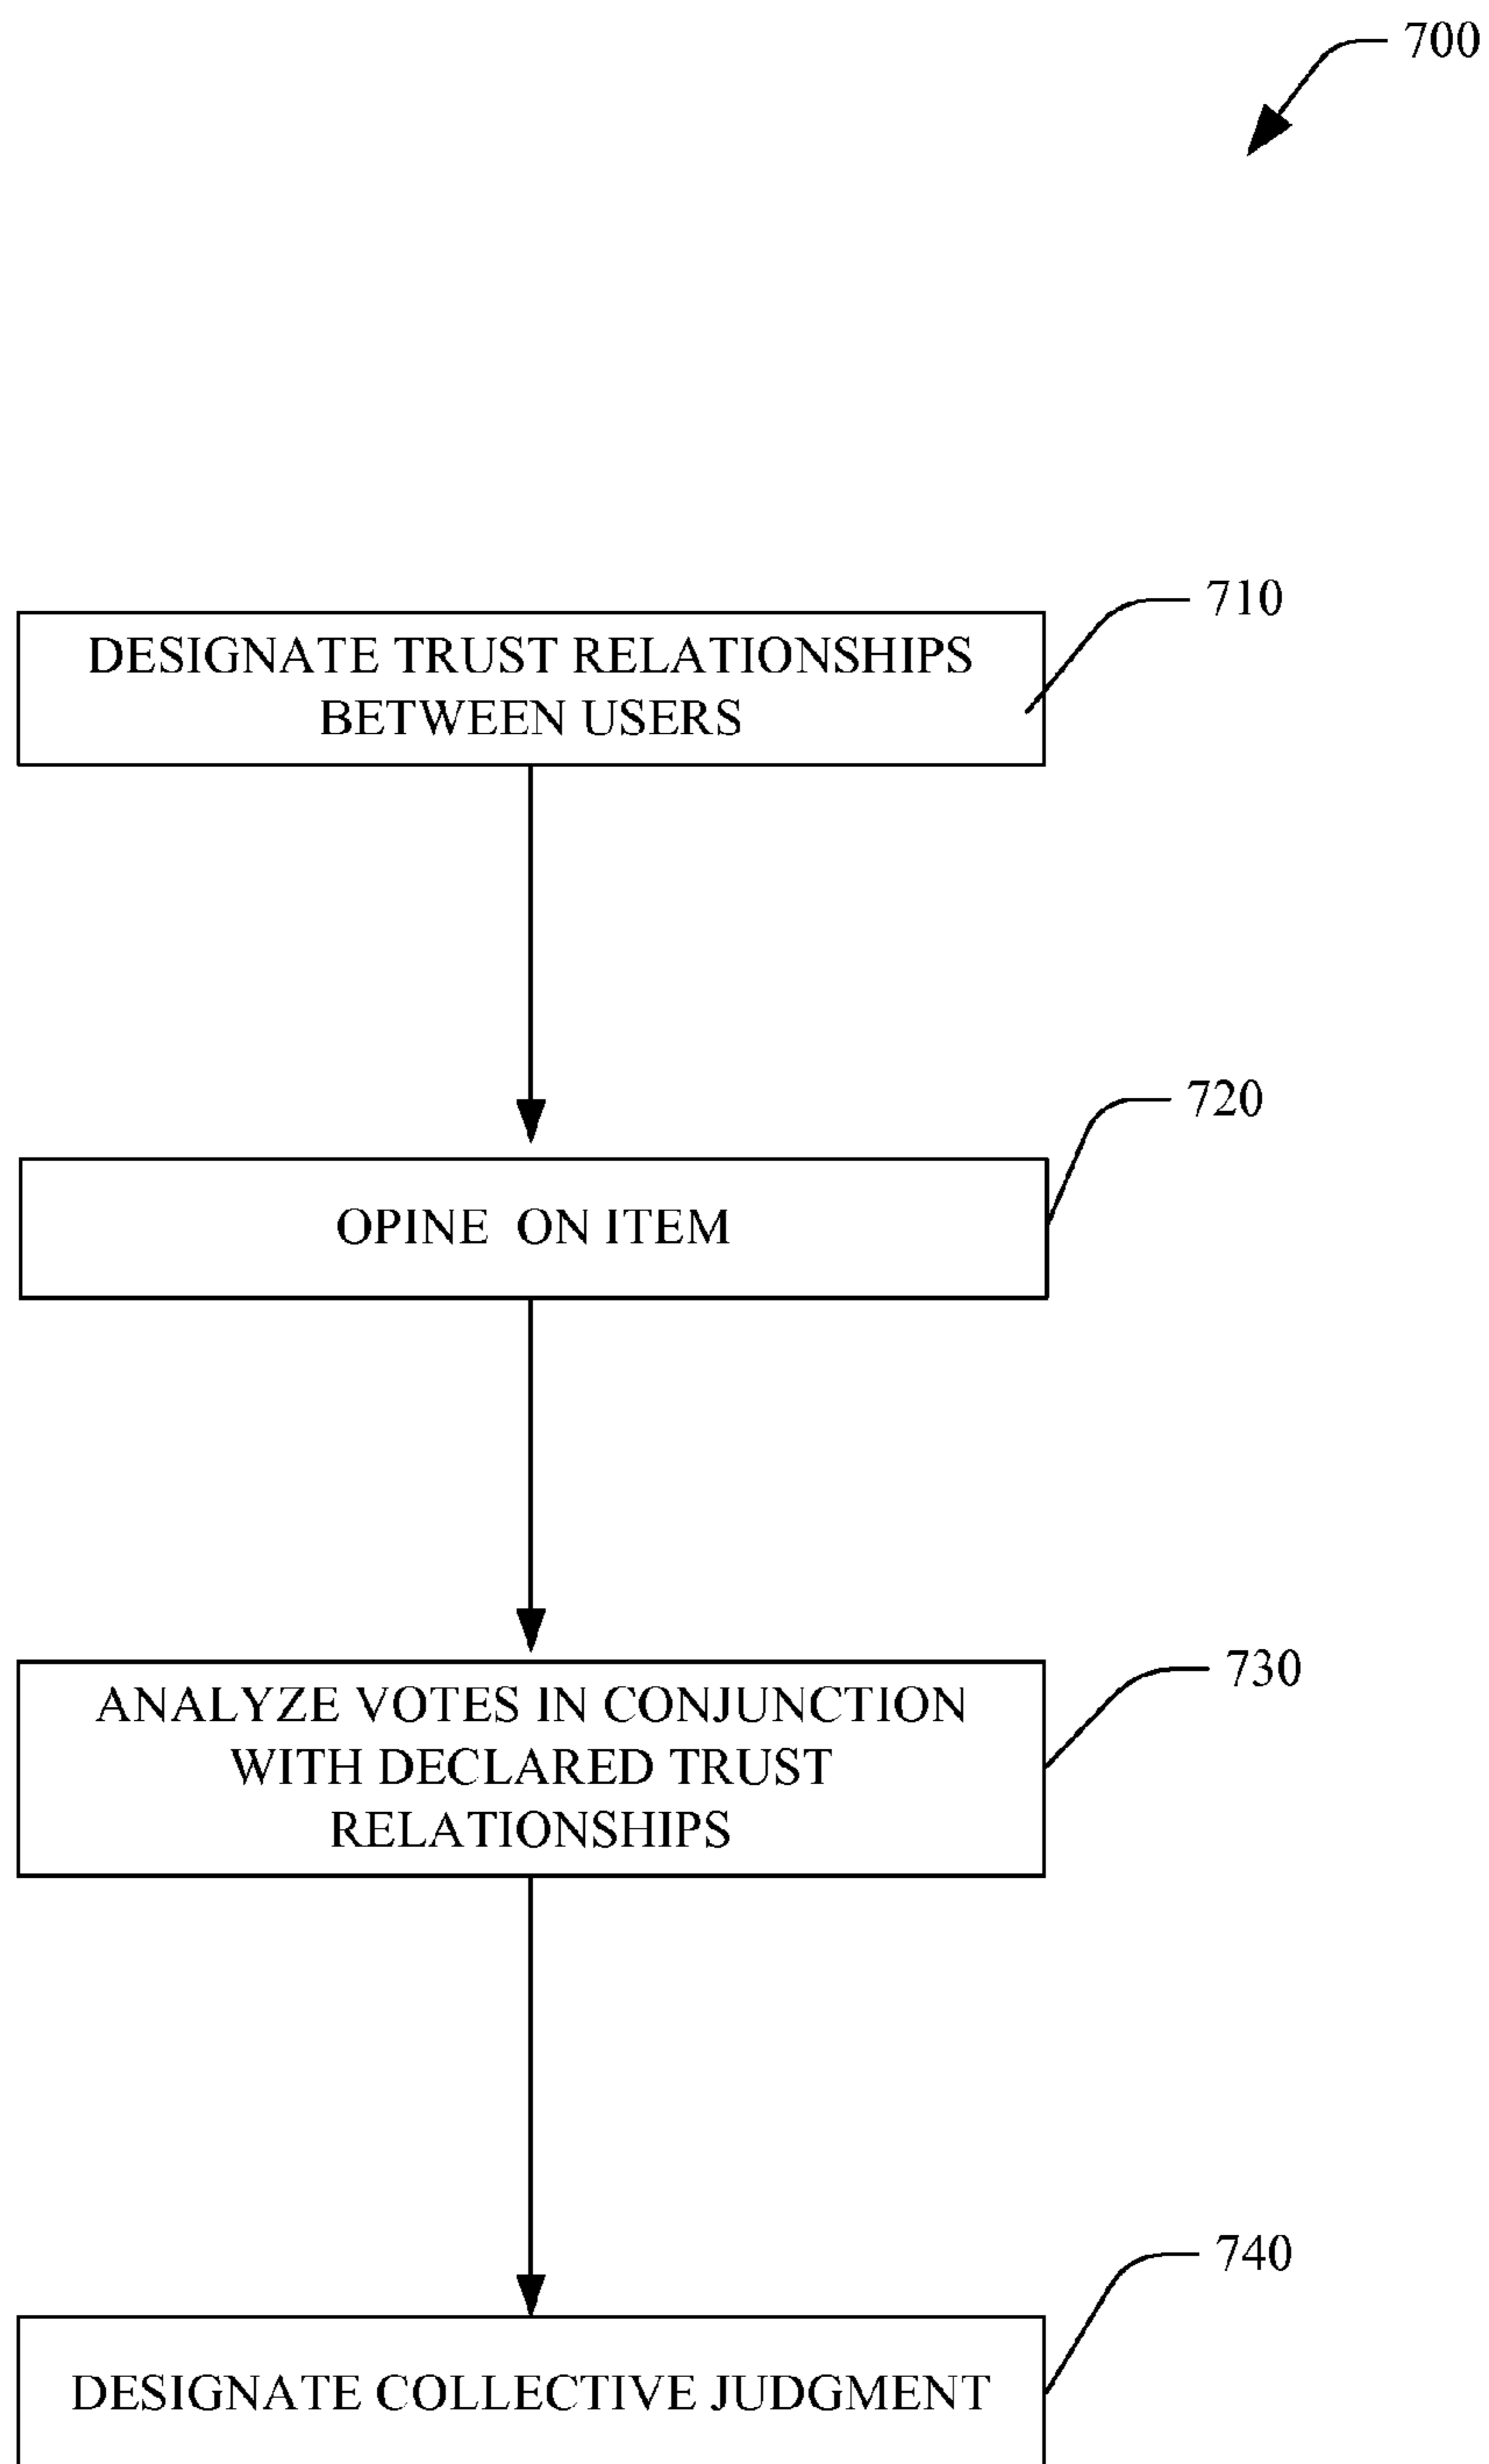 700
710
DESIGNATE TRUST RELATIONSHIPS
BETWEEN USERS
720
OPINE ON ITEM
730
ANALYZE VOTES IN CONJUNCTION
WITH DECLARED TRUST
RELATIONSHIPS
740
DESIGNATE COLLECTIVE JUDGMENT